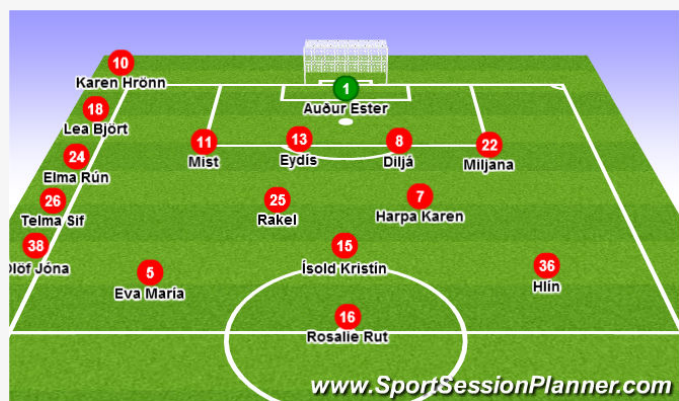 10
Karen Hrönn
1
Auður Ester
18
Lea Björt
11
Mist
13
Eydís
8
Diljá
22
Miljana
24
Elma Rún
26
Telma Sif
25
Rakel
7
Harpa Karen
38
Ólöf Jóna
15
Ísold Kristín
5
Eva María
36
Hlín
16
Rosalie Rut
www.SportSessionPlanner.com